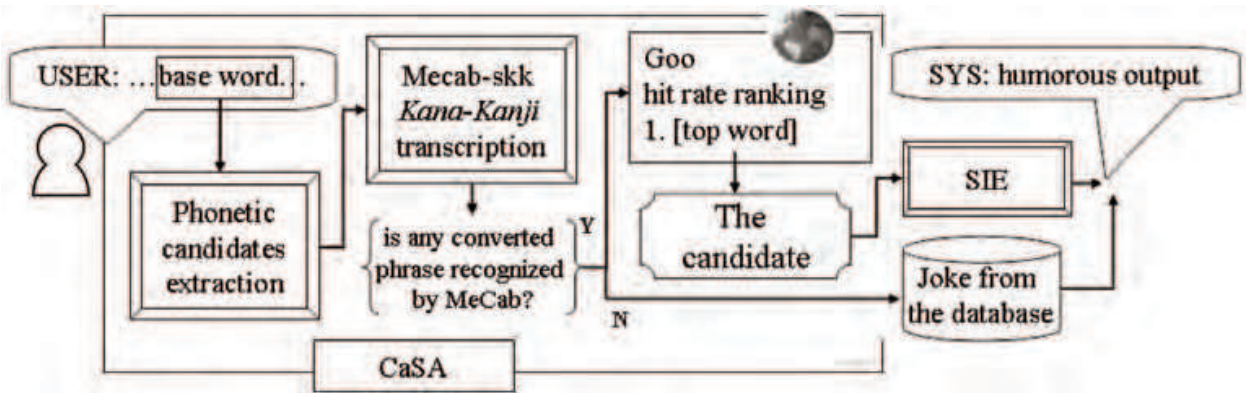 USER: …base word…
Phonetic
candidates
extraction
Mecab-skk
Kana-Kanji
transcription
is any converted
phrase recognized
by MeCab?
Y
N
Goo
hit rate ranking
1. [top word]
The
candidate
SIE
Joke from
the database
SYS: humorous output
CaSA